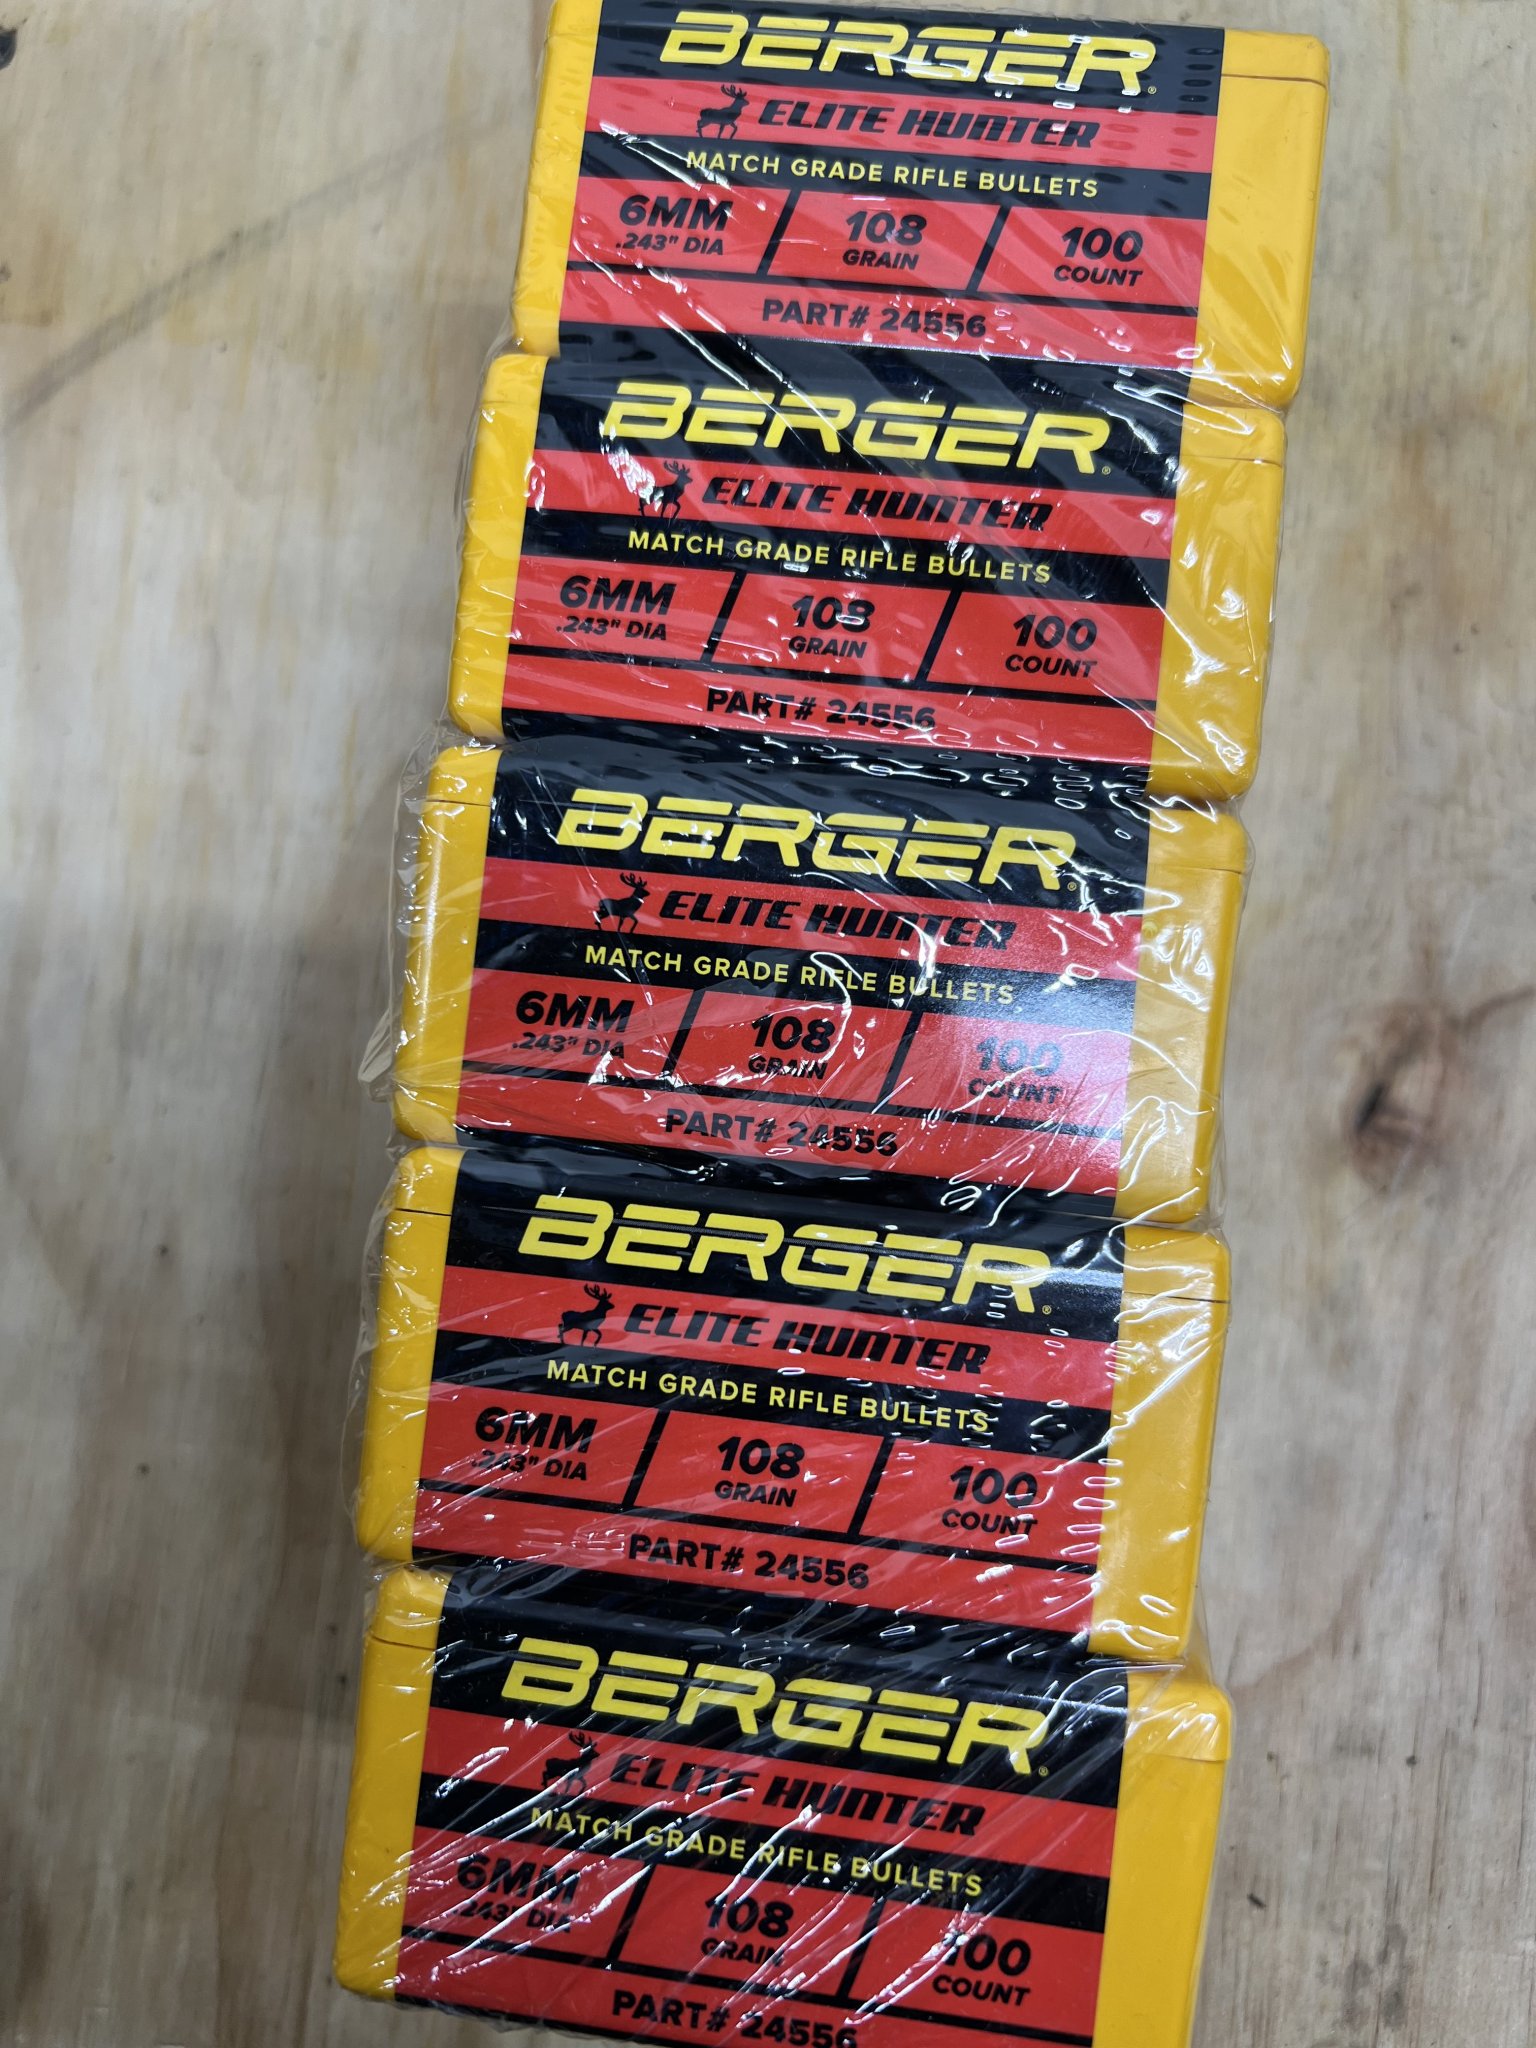 BERGER®
ELITE HUNTER
MATCH GRADE RIFLE BULLETS
6MM 108 100
.243" DIA GRAIN COUNT
PART# 24556
BERGER®
ELITE HUNTER
MATCH GRADE RIFLE BULLETS
6MM 108 100
.243" DIA GRAIN COUNT
PART# 24556
BERGER®
ELITE HUNTER
MATCH GRADE RIFLE BULLETS
6MM 108 100
.243" DIA GRAIN COUNT
PART# 24556
BERGER®
ELITE HUNTER
MATCH GRADE RIFLE BULLETS
6MM 108 100
.243" DIA GRAIN COUNT
PART# 24556
BERGER®
ELITE HUNTER
MATCH GRADE RIFLE BULLETS
6MM 108 100
.243" DIA GRAIN COUNT
PART# 24556